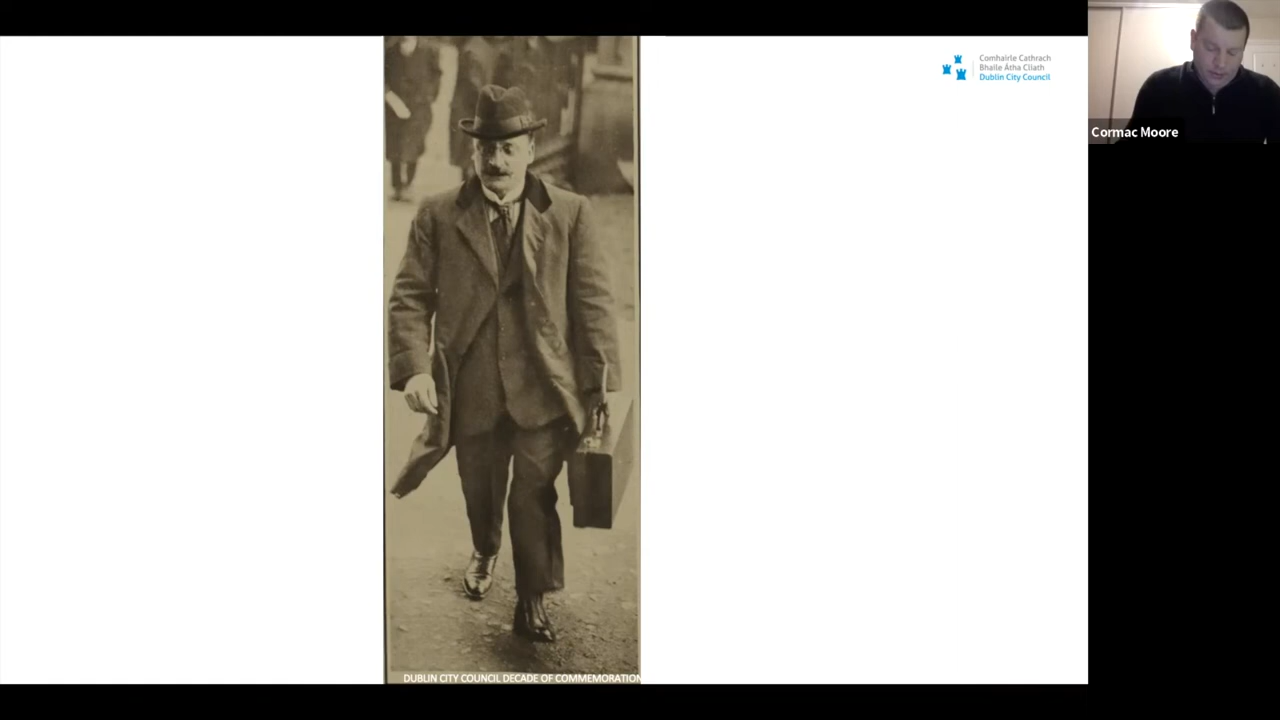 Comhairle Cathrach
Bhaile Átha Cliath
Dublin City Council
Cormac Moore
DUBLIN CITY COUNCIL DECADE OF COMMEMORATION